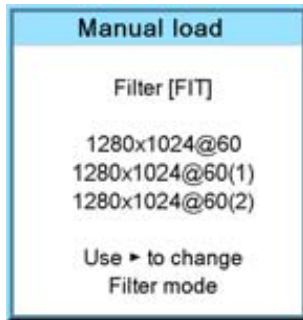 Manual load
Filter [FIT]
1280x1024@60
1280x1024@60(1)
1280x1024@60(2)
Use ► to change
Filter mode